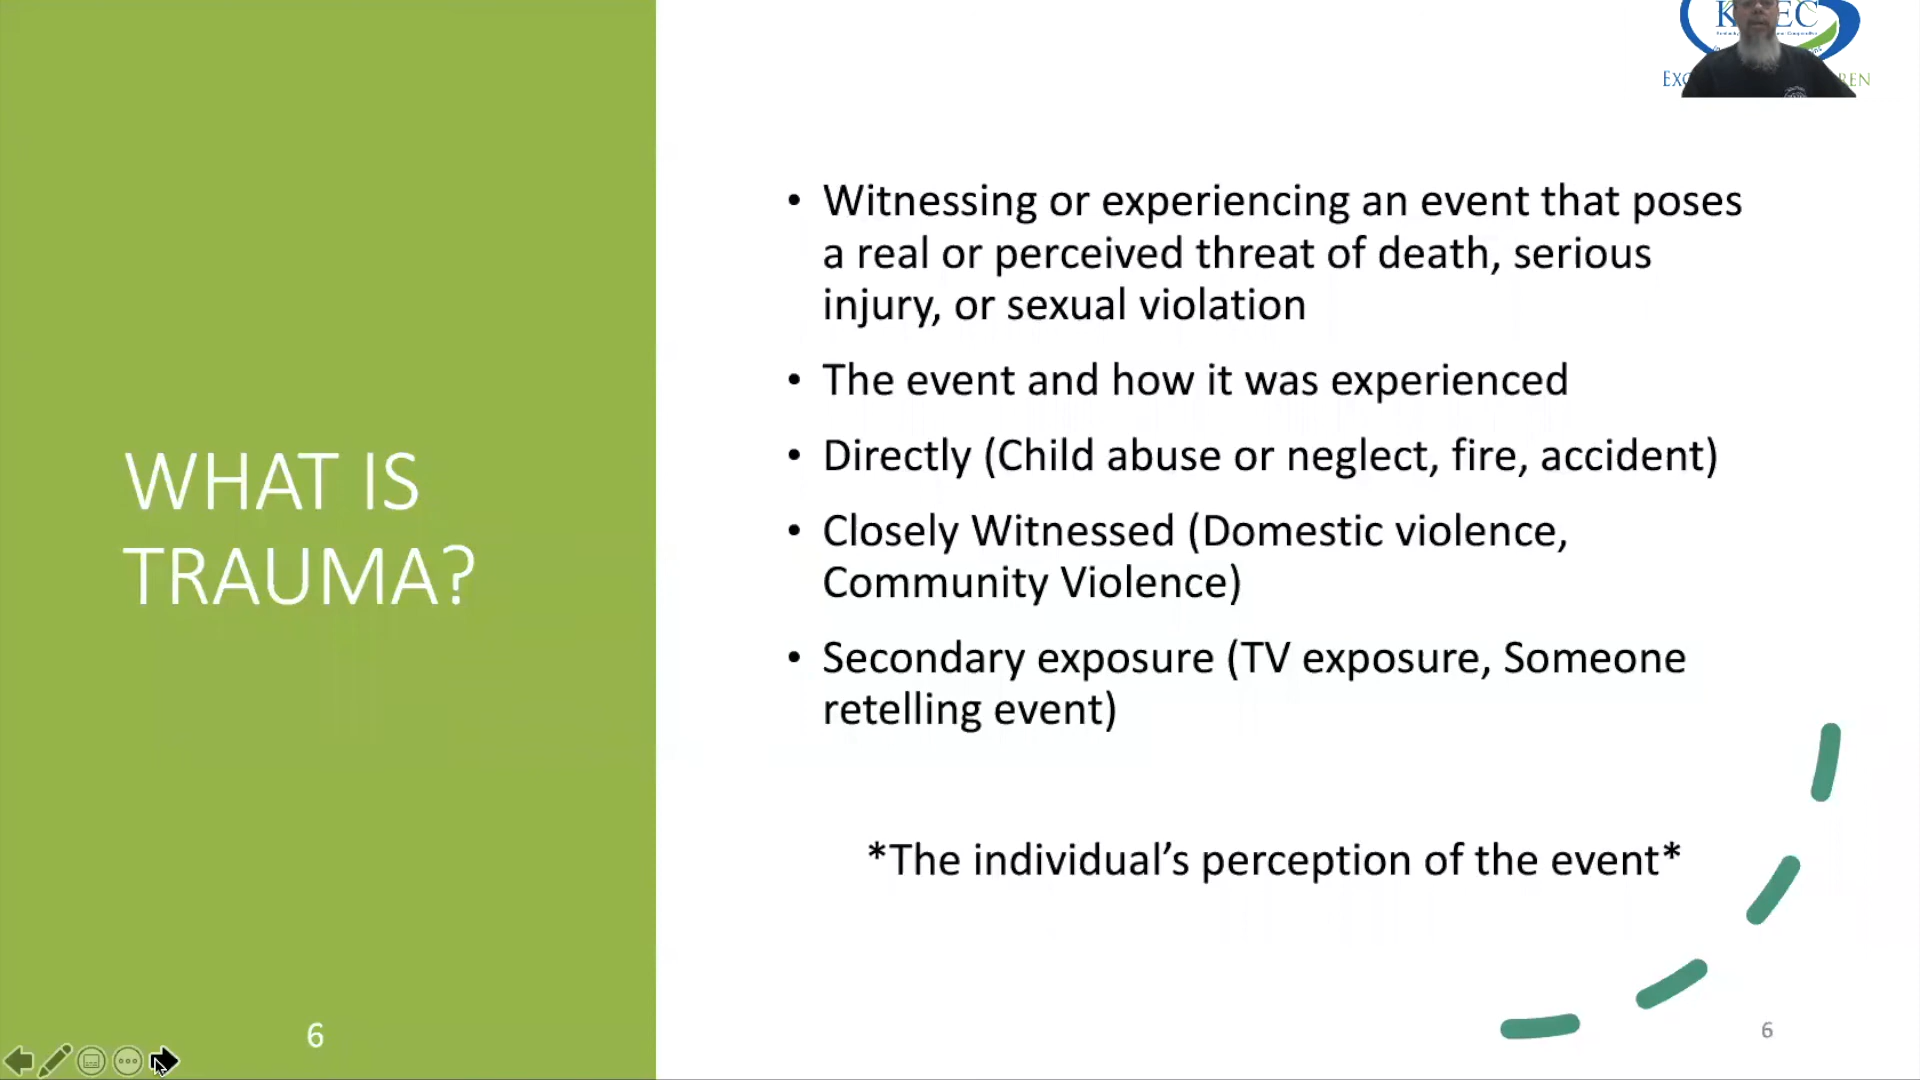 WHAT IS
TRAUMA?
• Witnessing or experiencing an event that poses
a real or perceived threat of death, serious
injury, or sexual violation
• The event and how it was experienced
• Directly (Child abuse or neglect, fire, accident)
• Closely Witnessed (Domestic violence,
Community Violence)
• Secondary exposure (TV exposure, Someone
retelling event)
*The individual’s perception of the event*
6
6